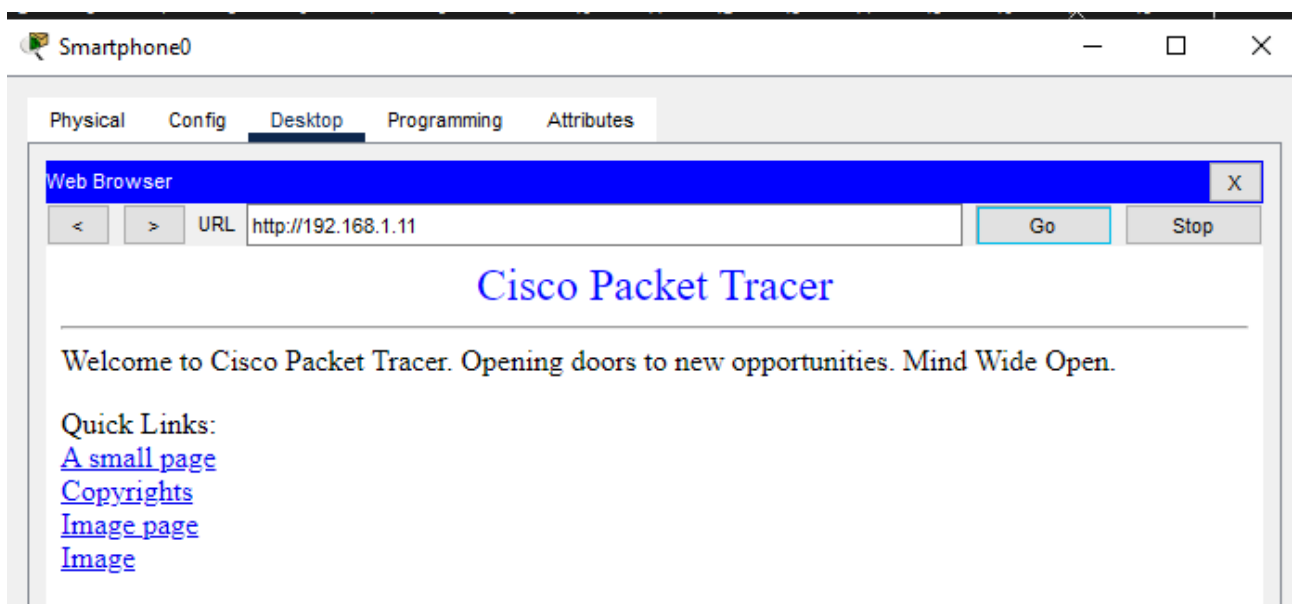 Smartphone0
Physical Config Desktop Programming Attributes
Web Browser X
< > URL http://192.168.1.11 Go Stop
Cisco Packet Tracer
Welcome to Cisco Packet Tracer. Opening doors to new opportunities. Mind Wide Open.
Quick Links:
A small page
Copyrights
Image page
Image